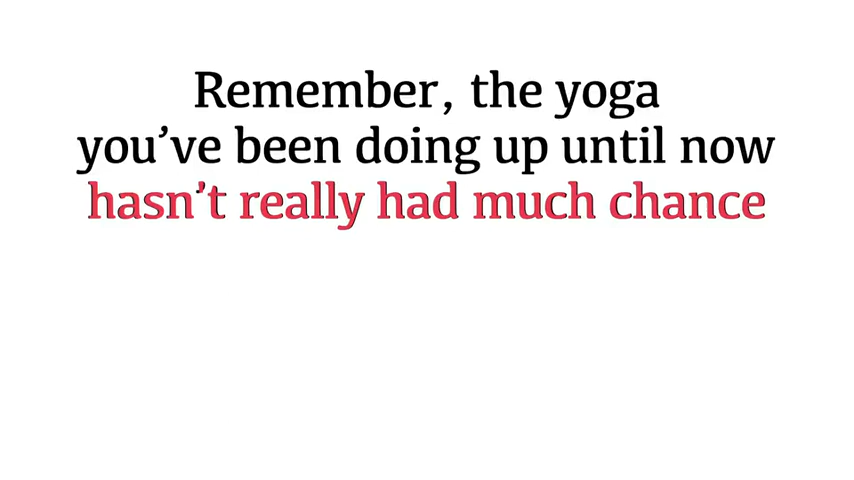 Remember, the yoga
you’ve been doing up until now
hasn’t really had much chance